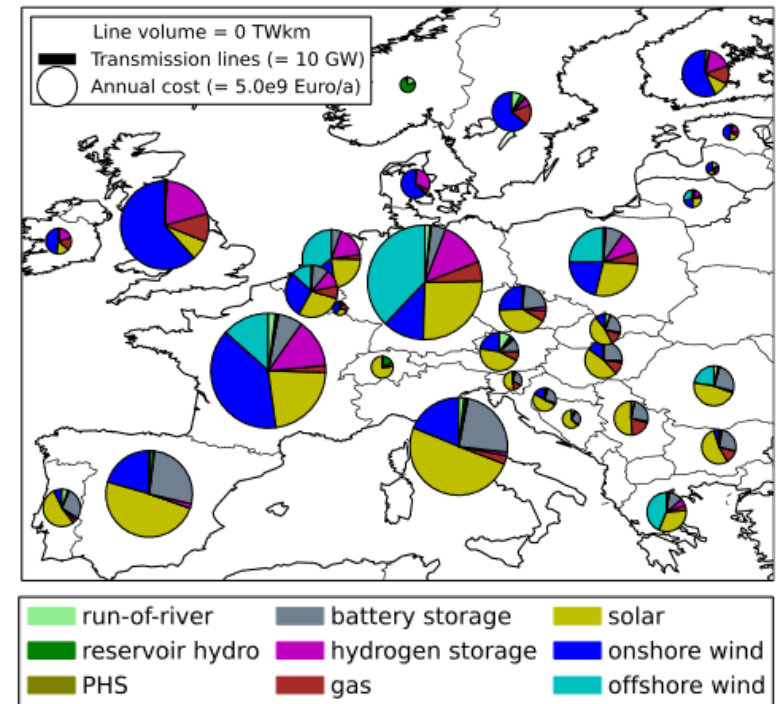 Line volume = 0 TWkm
Transmission lines (= 10 GW)
Annual cost (= 5.0e9 Euro/a)
run-of-river
battery storage
solar
reservoir hydro
hydrogen storage
onshore wind
PHS
gas
offshore wind